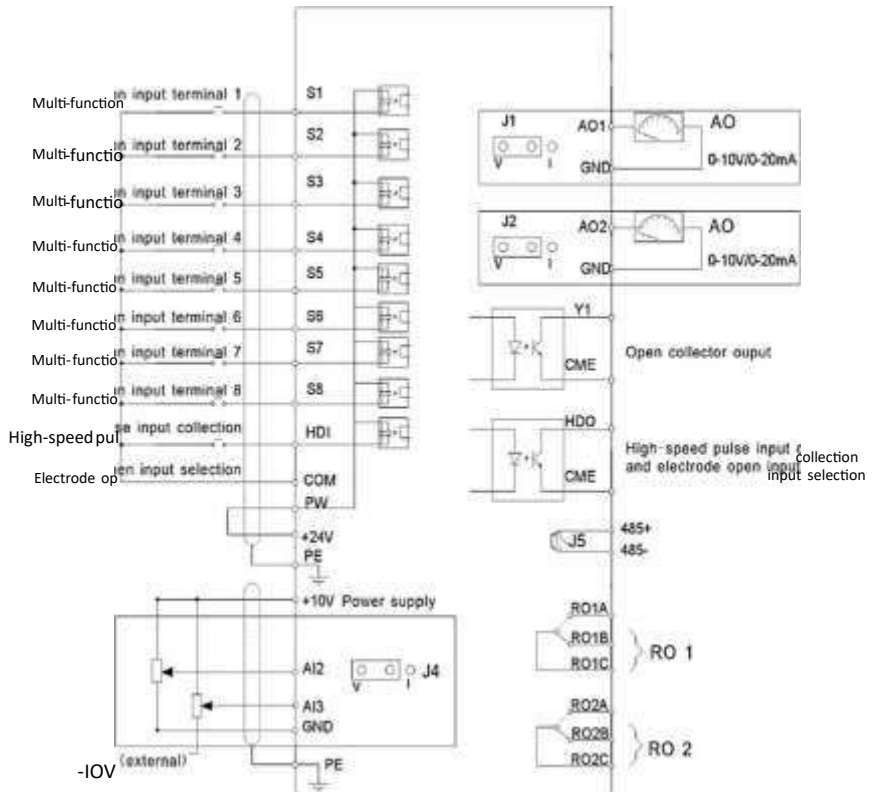 Multi-function input terminal 1
S1
Multi-functio n input terminal 2
S2
Multi-functio n input terminal 3
S3
Multi-functio n input terminal 4
S4
Multi-functio n input terminal 5
S5
Multi-functio n input terminal 6
S6
Multi-functio n input terminal 7
S7
Multi-functio n input terminal 8
S8
High-speed pul se input collection
HDI
Electrode op en input selection
COM
PW
+24V
PE
+10V Power supply
AI2
V I J4
AI3
GND
-IOV (external)
PE
J1
V I
AO1
GND
AO
0-10V/0-20mA
J2
V I
AO2
GND
AO
0-10V/0-20mA
Y1
CME
Open collector ouput
HDO
CME
High-speed pulse input collection
and electrode open input
input selection
J5
485+
485-
RO1A
RO1B
RO1C
RO 1
RO2A
RO2B
RO2C
RO 2